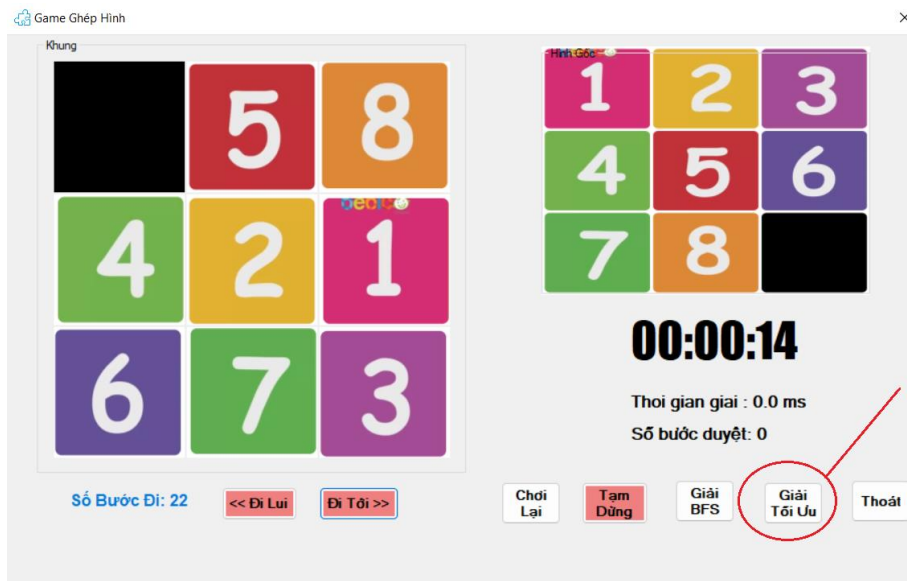 Game Ghép Hình
Khung
5 8
4 2 1
6 7 3
Hình Gốc
1 2 3
4 5 6
7 8
00:00:14
Thoi gian giai : 0.0 ms
Số bước duyệt: 0
Số Bước Đi: 22
<< Đi Lui
Đi Tới >>
Chơi
Lại
Tạm
Dừng
Giải
BFS
Giải
Tối Ưu
Thoát